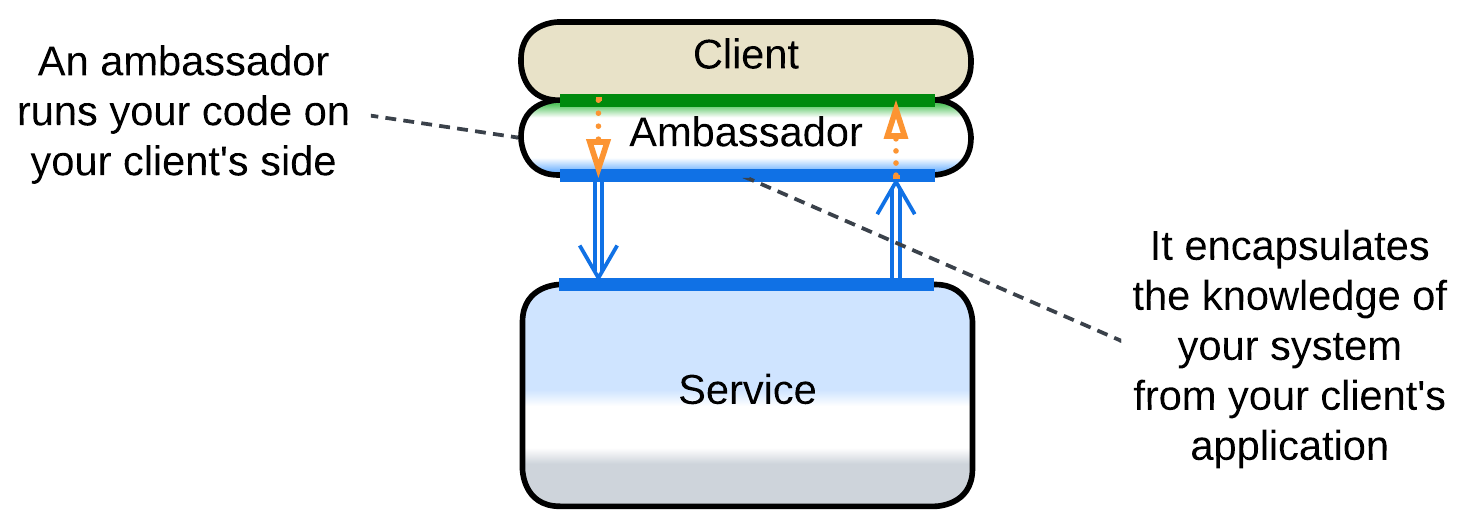 An ambassador
runs your code on
your client's side
Client
Ambassador
Service
It encapsulates
the knowledge of
your system
from your client's
application